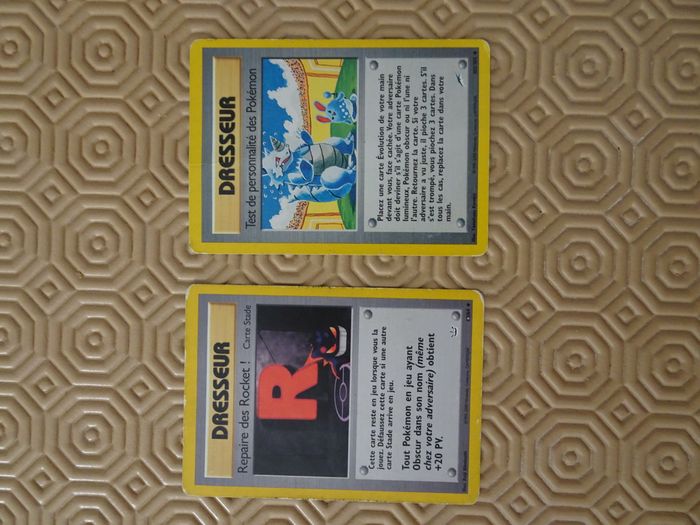 DRESSEUR
Test de personnalité des Pokémon
Placez une carte Évolution de votre main
devant vous, face cachée. Votre adversaire
doit deviner s'il s'agit d'une carte Pokémon
lumineux, Pokémon obscur ou ni l'une ni
l'autre. Retournez la carte. Si votre
adversaire a vu juste, il pioche 3 cartes. S'il
s'est trompé, vous piochez 3 cartes. Dans
tous les cas, replacez la carte dans votre
main.
DRESSEUR
Repaire des Rocket !
Carte Stade
R
Cette carte reste en jeu lorsque vous la
jouez. Défaussez cette carte si une autre
carte Stade arrive en jeu.
Tout Pokémon en jeu ayant
Obscur dans son nom (même
chez votre adversaire) obtient
+20 PV.